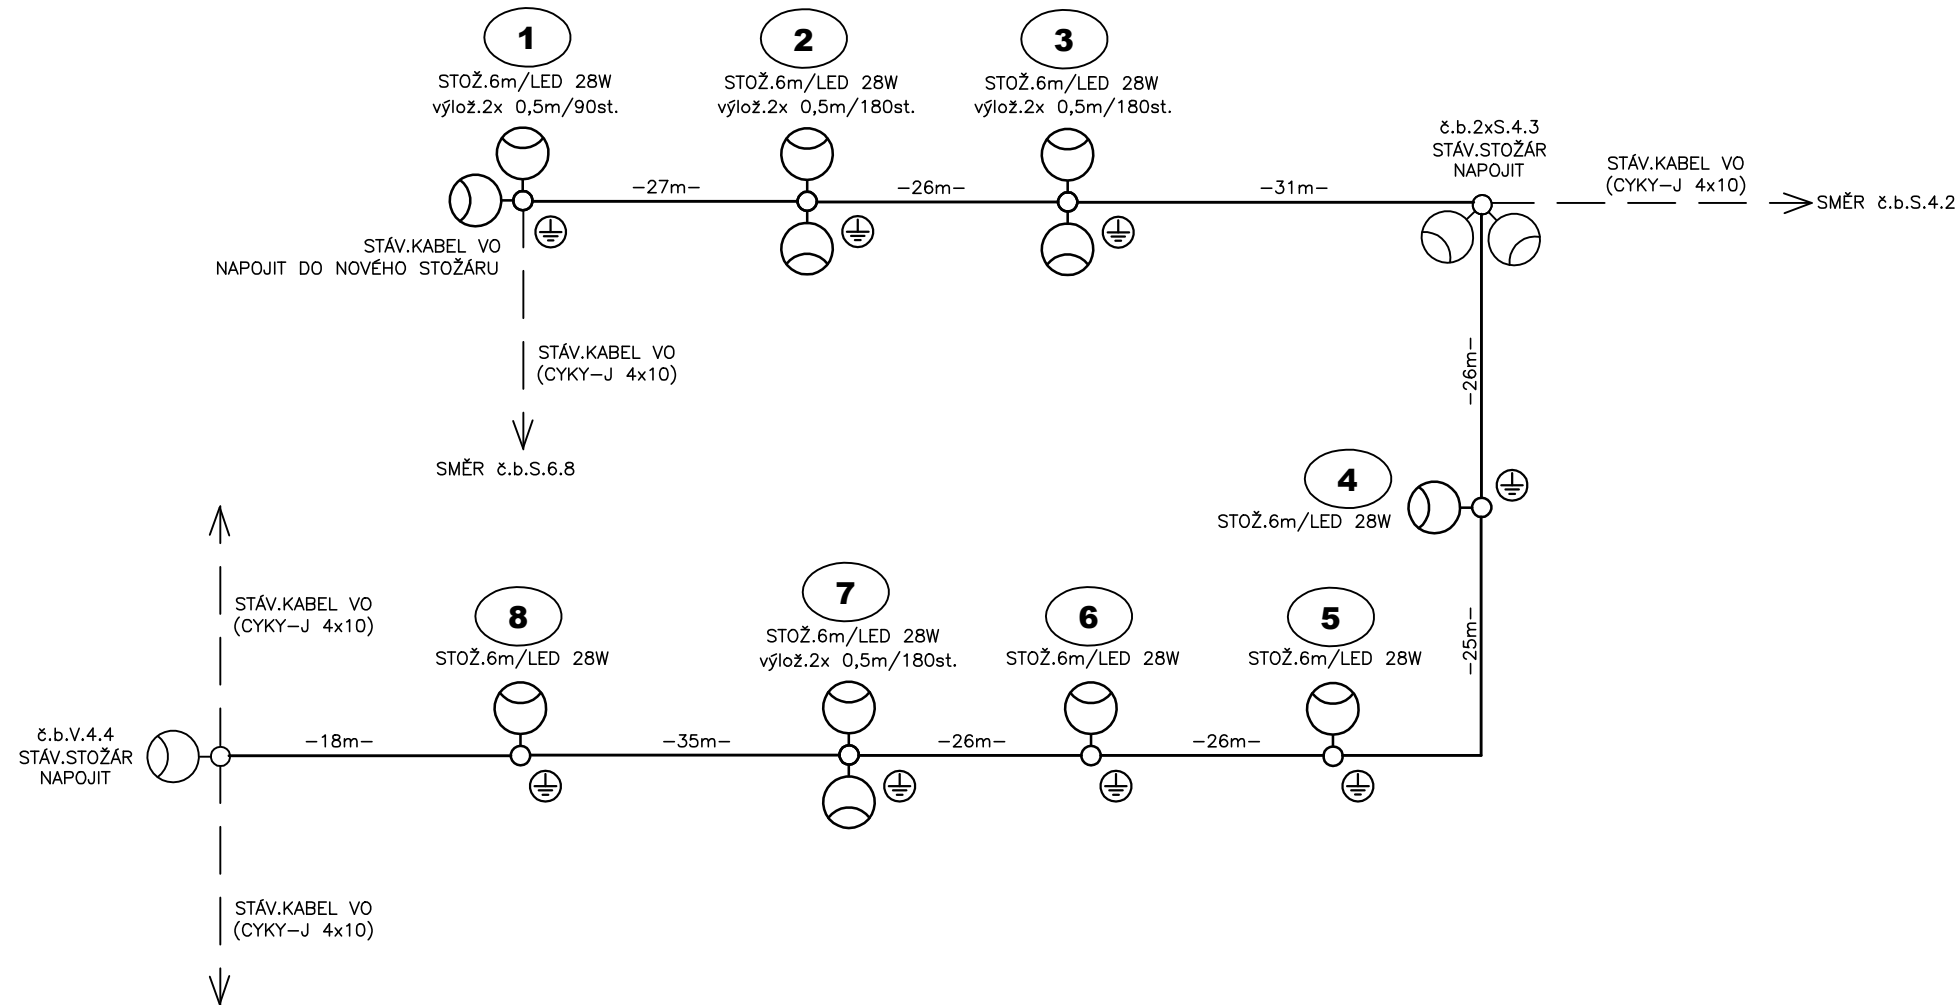 1
STOŽ.6m/LED 28W
výlož.2x 0,5m/90st.
2
STOŽ.6m/LED 28W
výlož.2x 0,5m/180st.
3
STOŽ.6m/LED 28W
výlož.2x 0,5m/180st.
č.b.2xS.4.3
STÁV.STOŽÁR
NAPOJIT
STÁV.KABEL VO
(CYKY-J 4x10)
SMĚR č.b.S.4.2
-27m-
-26m-
-31m-
STÁV.KABEL VO
NAPOJIT DO NOVÉHO STOŽÁRU
STÁV.KABEL VO
(CYKY-J 4x10)
SMĚR č.b.S.6.8
-26m-
4
STOŽ.6m/LED 28W
-25m-
STÁV.KABEL VO
(CYKY-J 4x10)
8
STOŽ.6m/LED 28W
7
STOŽ.6m/LED 28W
výlož.2x 0,5m/180st.
6
STOŽ.6m/LED 28W
5
STOŽ.6m/LED 28W
č.b.V.4.4
STÁV.STOŽÁR
NAPOJIT
-18m-
-35m-
-26m-
-26m-
STÁV.KABEL VO
(CYKY-J 4x10)